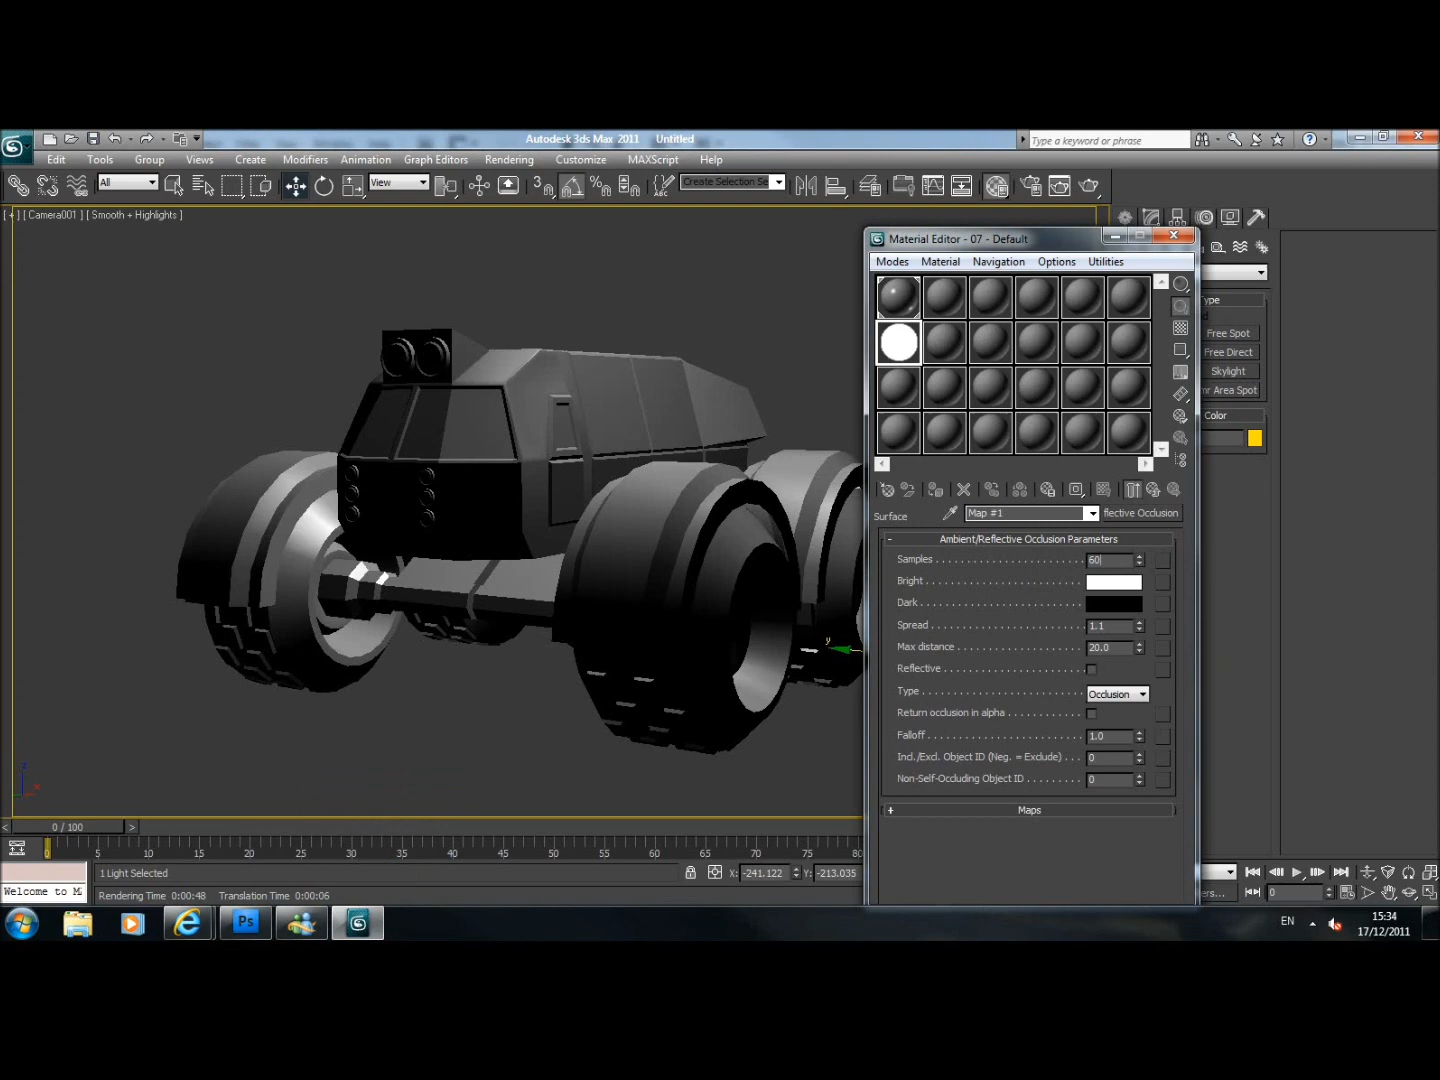 Autodesk 3ds Max 2011 Untitled
Type a keyword or phrase
Edit Tools Group Views Create Modifiers Animation Graph Editors Rendering Customize MAXScript Help
All
View
3
ABC
Create Selection Se
[ + ] [ Camera001 ] [ Smooth + Highlights ]
Material Editor - 07 - Default
Modes Material Navigation Options Utilities
Free Spot
Free Direct
Skylight
mr Area Spot
Color
Surface
Map #1
flective Occlusion
- Ambient/Reflective Occlusion Parameters
Samples 60
Bright
Dark
Spread 1.1
Max distance 20.0
Reflective
Type Occlusion
Return occlusion in alpha
Falloff 1.0
Incl./Excl. Object ID (Neg. = Exclude) 0
Non-Self-Occluding Object ID 0
+ Maps
y
z
x
< 0 / 100 >
0 5 10 15 20 25 30 35 40 45 50 55 60 65 70 75 80
1 Light Selected
X: -241.122 Y: -213.035
Welcome to M
Rendering Time 0:00:48 Translation Time 0:00:06
ers...
0
Ps
EN
15:34
17/12/2011